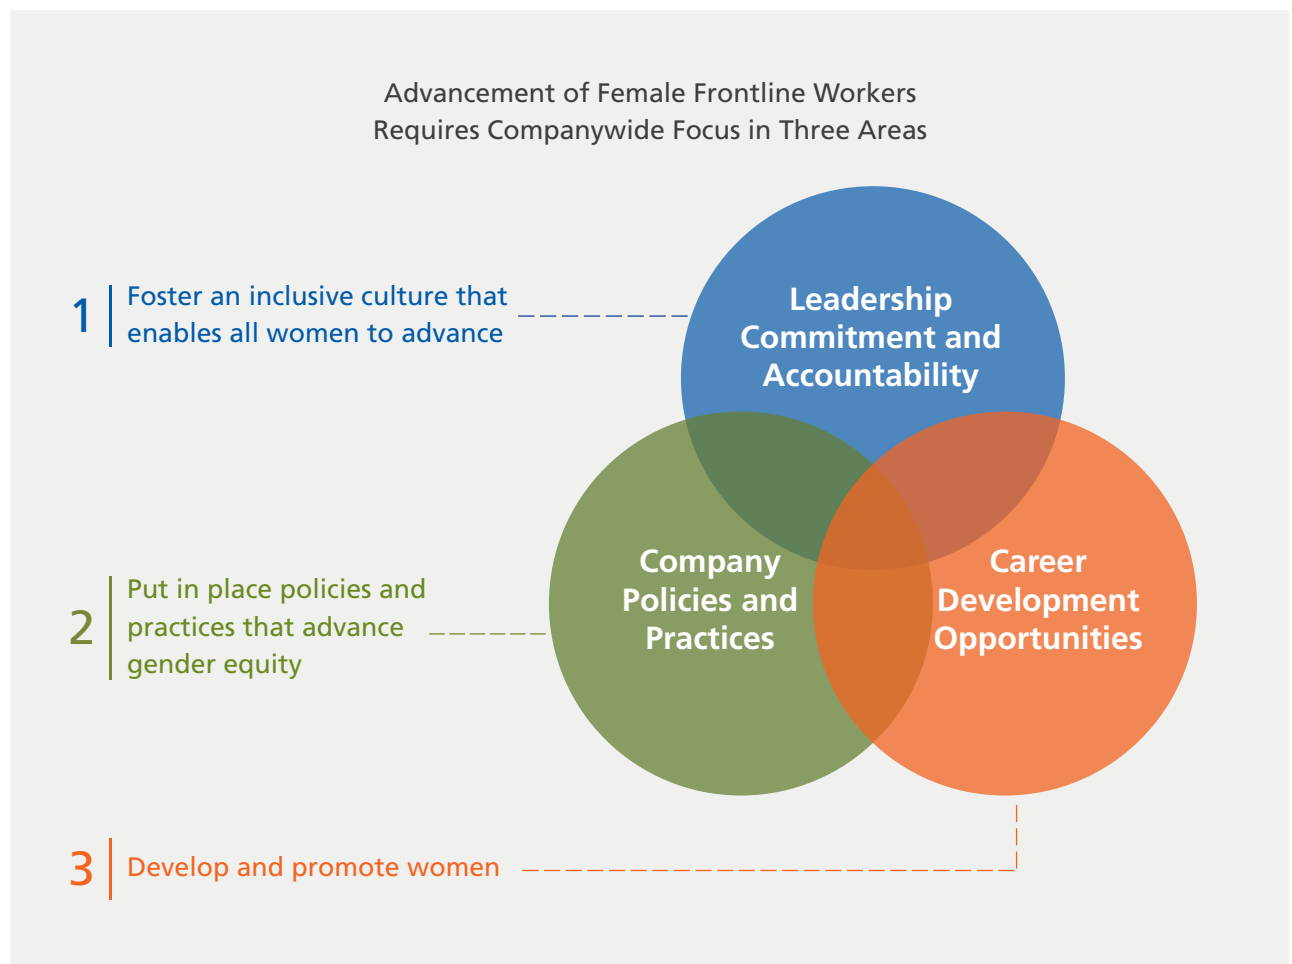 Advancement of Female Frontline Workers
Requires Companywide Focus in Three Areas
1
Foster an inclusive culture that
enables all women to advance
Leadership
Commitment and
Accountability
2
Put in place policies and
practices that advance
gender equity
Company
Policies and
Practices
Career
Development
Opportunities
3
Develop and promote women